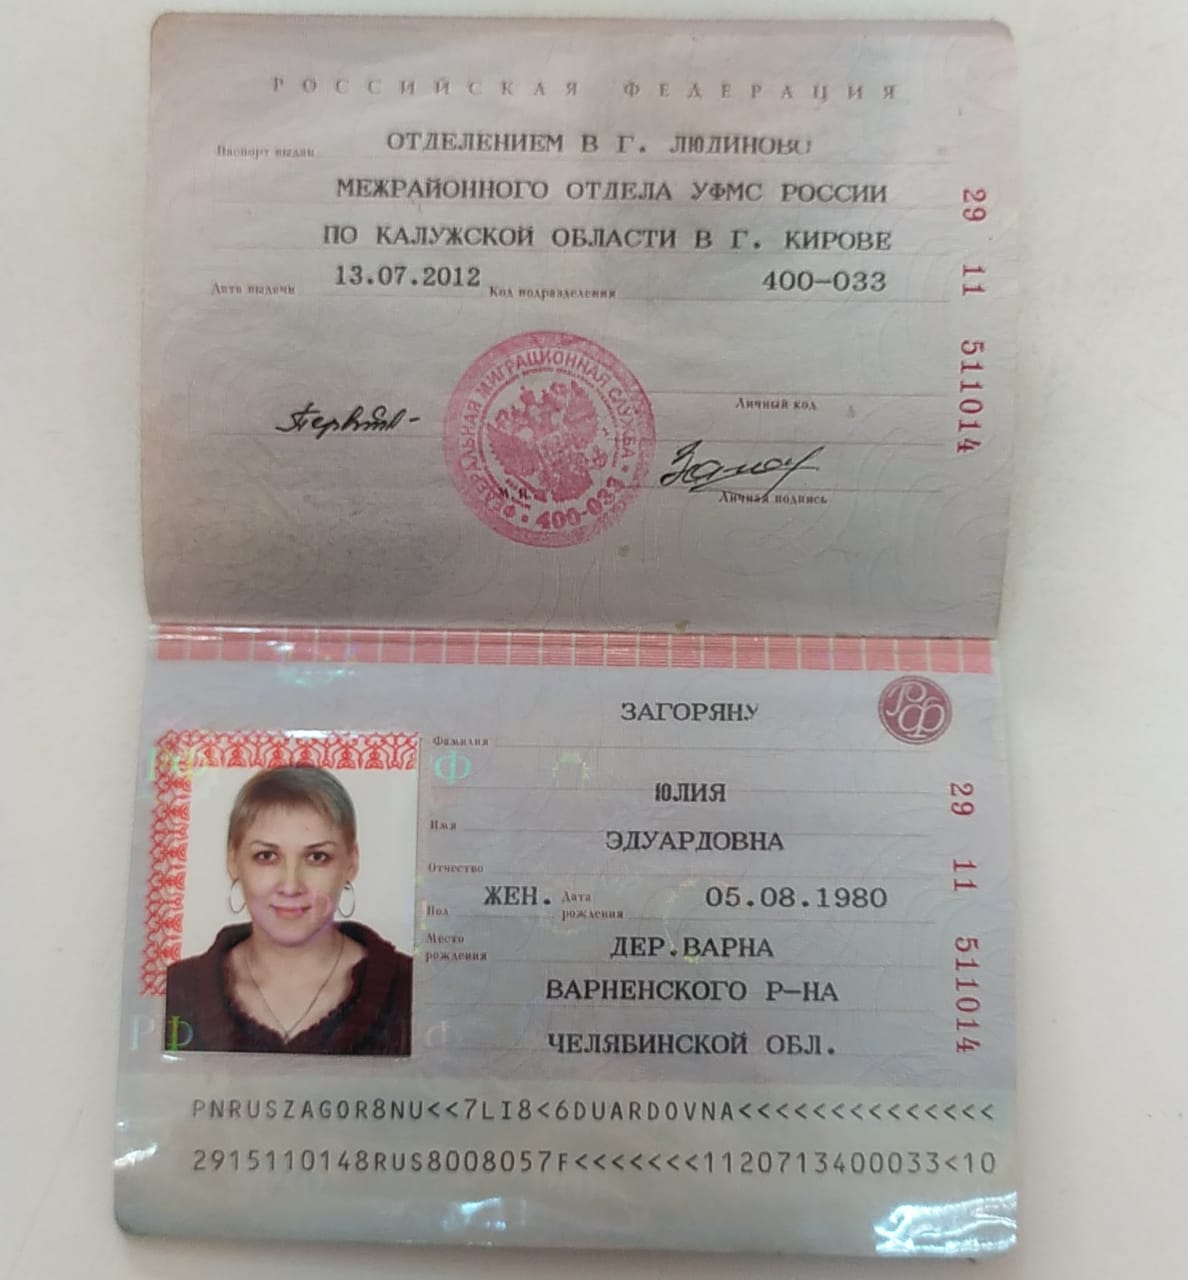 РОССИЙСКАЯ ФЕДЕРАЦИЯ
Паспорт выдан ОТДЕЛЕНИЕМ В Г. ЛЮДИНОВО
МЕЖРАЙОННОГО ОТДЕЛА УФМС РОССИИ
ПО КАЛУЖСКОЙ ОБЛАСТИ В Г. КИРОВЕ
Дата выдачи 13.07.2012 Код подразделения 400-033
29 11 511014
ФЕДЕРАЛЬНАЯ МИГРАЦИОННАЯ СЛУЖБА
400-033
М.П.
Личный код
Личная подпись
РФ
ЗАГОРЯНУ
Фамилия
ЮЛИЯ
Имя
ЭДУАРДОВНА
Отчество
Пол ЖЕН. Дата рождения 05.08.1980
Место рождения ДЕР.ВАРНА
ВАРНЕНСКОГО Р-НА
ЧЕЛЯБИНСКОЙ ОБЛ.
29 11 511014
PNRUSZAGOR8NU<<7LI8<6DUARDOVNA<<<<<<<<<<<<<<
2915110148RUS8008057F<<<<<<<1120713400033<10